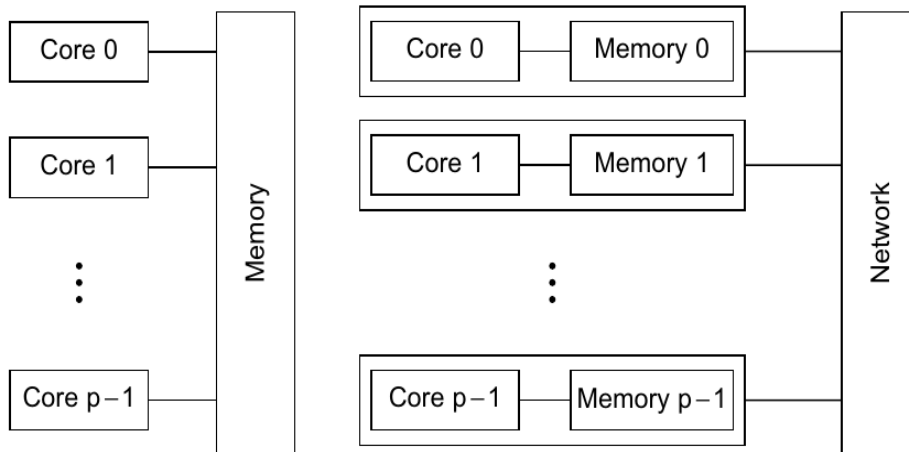 Core 0
Core 1
Core p−1
Memory
Core 0
Memory 0
Core 1
Memory 1
Core p−1
Memory p−1
Network